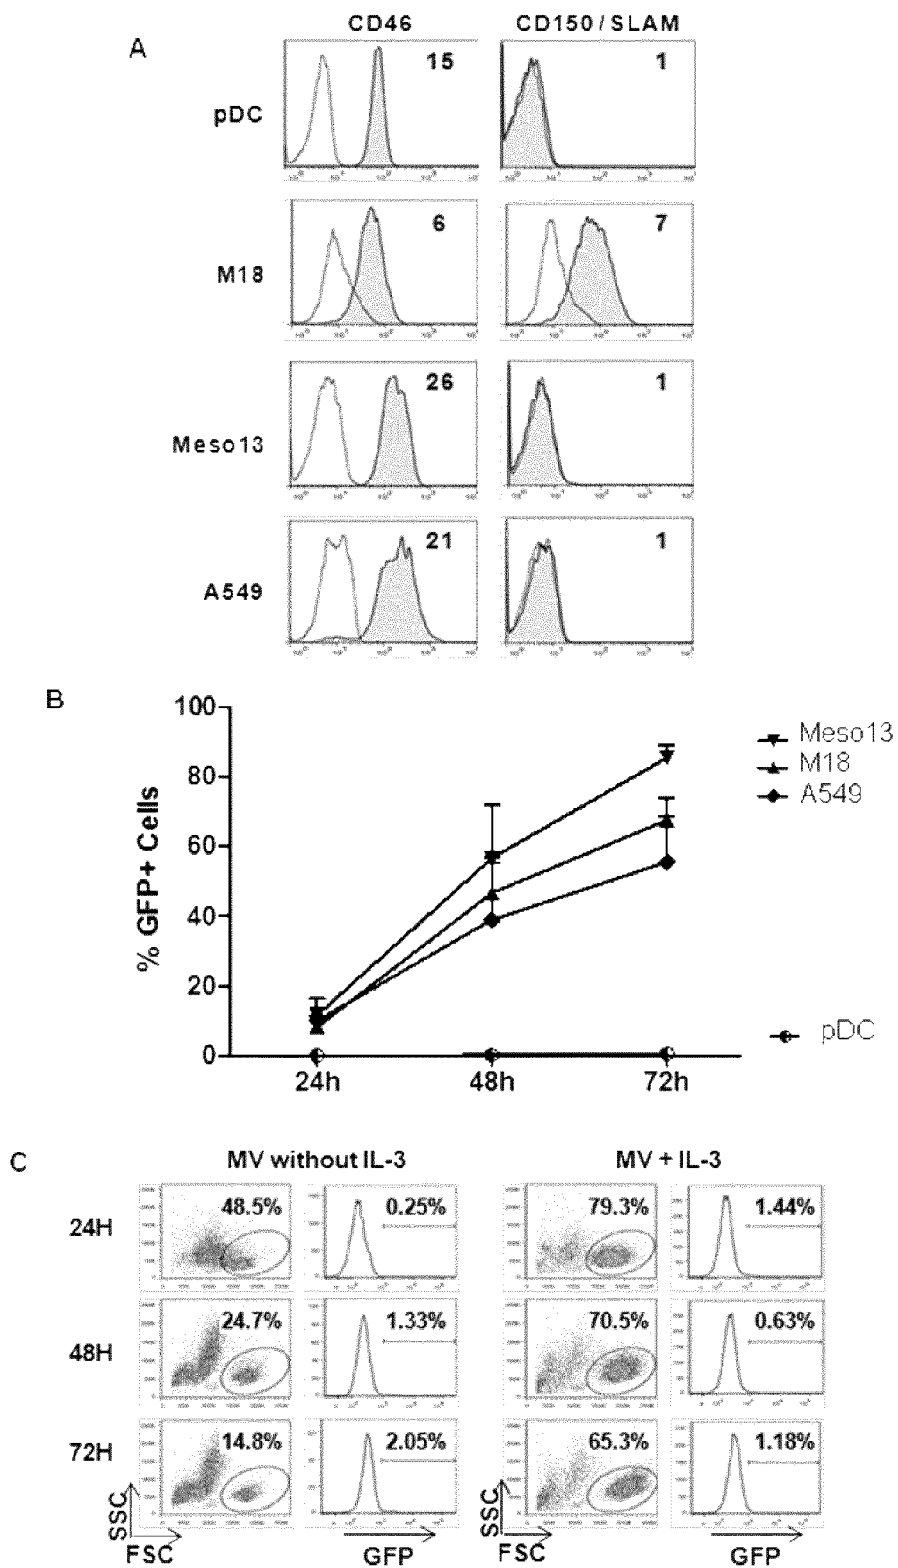 A
CD46 CD150 / SLAM
pDC 15 1
M18 6 7
Meso13 26 1
A549 21 1
B
% GFP+ Cells
100
80
60
40
20
0
24h 48h 72h
Meso13
M18
A549
pDC
C
MV without IL-3 MV + IL-3
24H 48.5% 0.25% 79.3% 1.44%
48H 24.7% 1.33% 70.5% 0.63%
72H 14.8% 2.05% 65.3% 1.18%
SSC SSC
FSC GFP FSC GFP